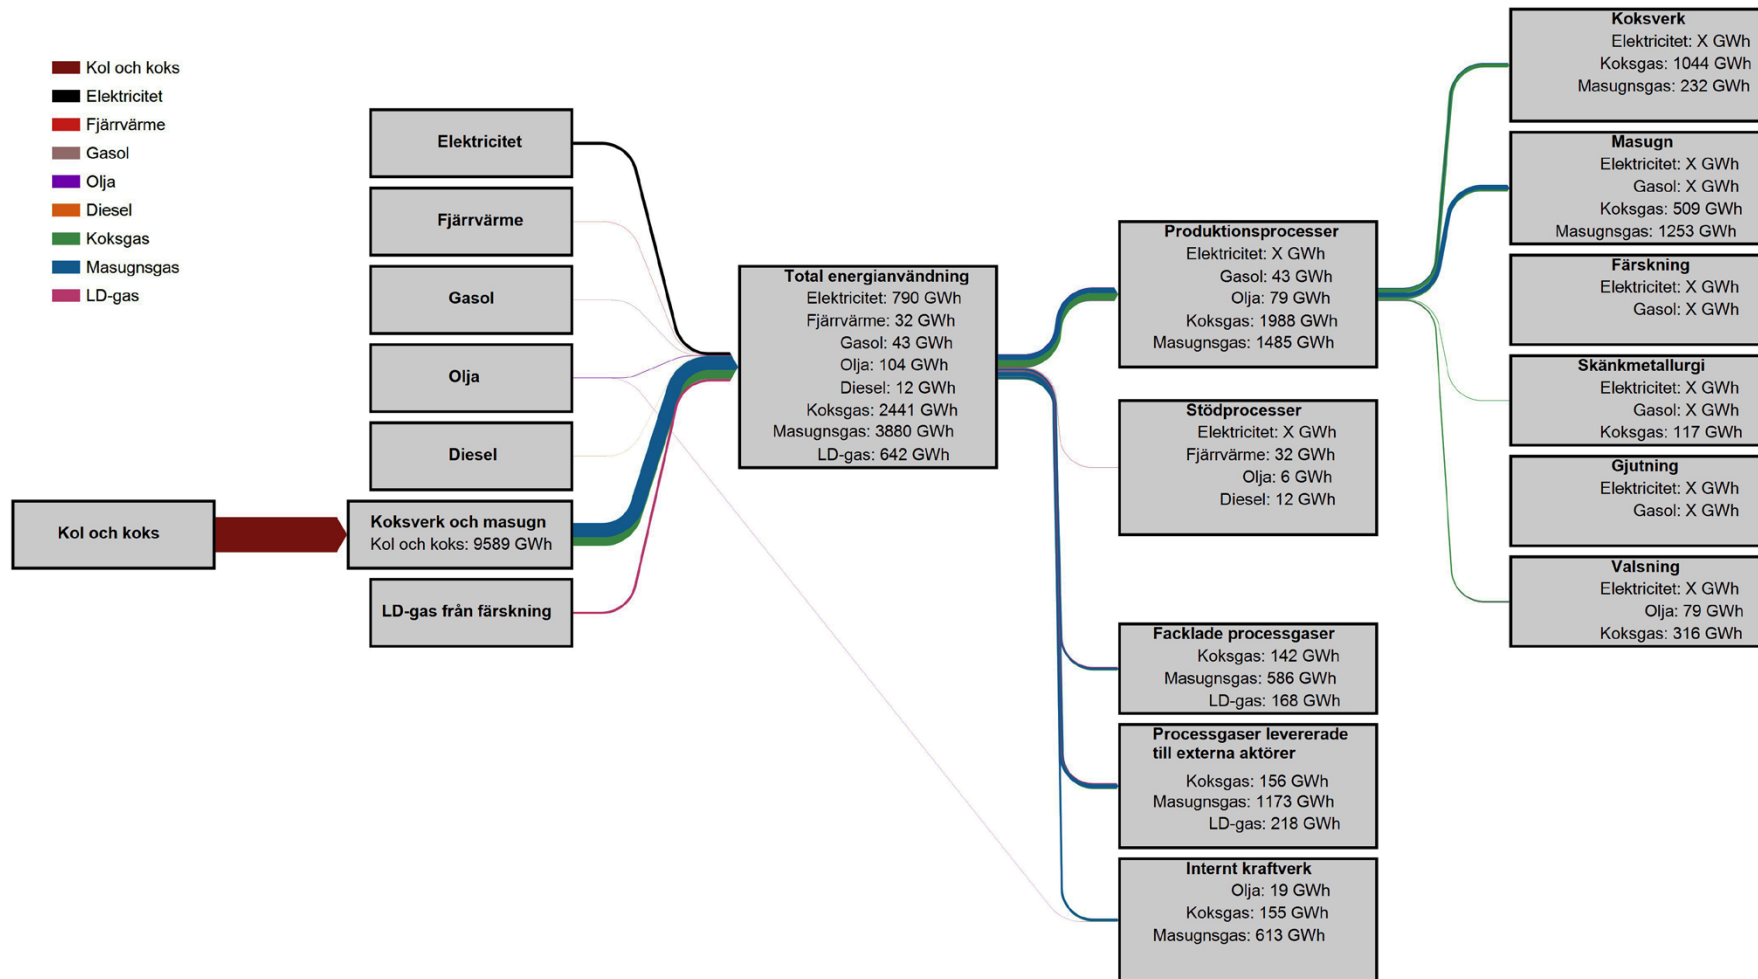 Kol och koks
Elektricitet
Fjärrvärme
Gasol
Olja
Diesel
Koksgas
Masugnsgas
LD-gas
Kol och koks
Elektricitet
Fjärrvärme
Gasol
Olja
Diesel
Koksverk och masugn
Kol och koks: 9589 GWh
LD-gas från färskning
Total energianvändning
Elektricitet: 790 GWh
Fjärrvärme: 32 GWh
Gasol: 43 GWh
Olja: 104 GWh
Diesel: 12 GWh
Koksgas: 2441 GWh
Masugnsgas: 3880 GWh
LD-gas: 642 GWh
Produktionsprocesser
Elektricitet: X GWh
Gasol: 43 GWh
Olja: 79 GWh
Koksgas: 1988 GWh
Masugnsgas: 1485 GWh
Stödprocesser
Elektricitet: X GWh
Fjärrvärme: 32 GWh
Olja: 6 GWh
Diesel: 12 GWh
Facklade processgaser
Koksgas: 142 GWh
Masugnsgas: 586 GWh
LD-gas: 168 GWh
Processgaser levererade
till externa aktörer
Koksgas: 156 GWh
Masugnsgas: 1173 GWh
LD-gas: 218 GWh
Internt kraftverk
Olja: 19 GWh
Koksgas: 155 GWh
Masugnsgas: 613 GWh
Koksverk
Elektricitet: X GWh
Koksgas: 1044 GWh
Masugnsgas: 232 GWh
Masugn
Elektricitet: X GWh
Gasol: X GWh
Koksgas: 509 GWh
Masugnsgas: 1253 GWh
Färskning
Elektricitet: X GWh
Gasol: X GWh
Skänkmetallurgi
Elektricitet: X GWh
Gasol: X GWh
Koksgas: 117 GWh
Gjutning
Elektricitet: X GWh
Gasol: X GWh
Valsning
Elektricitet: X GWh
Olja: 79 GWh
Koksgas: 316 GWh